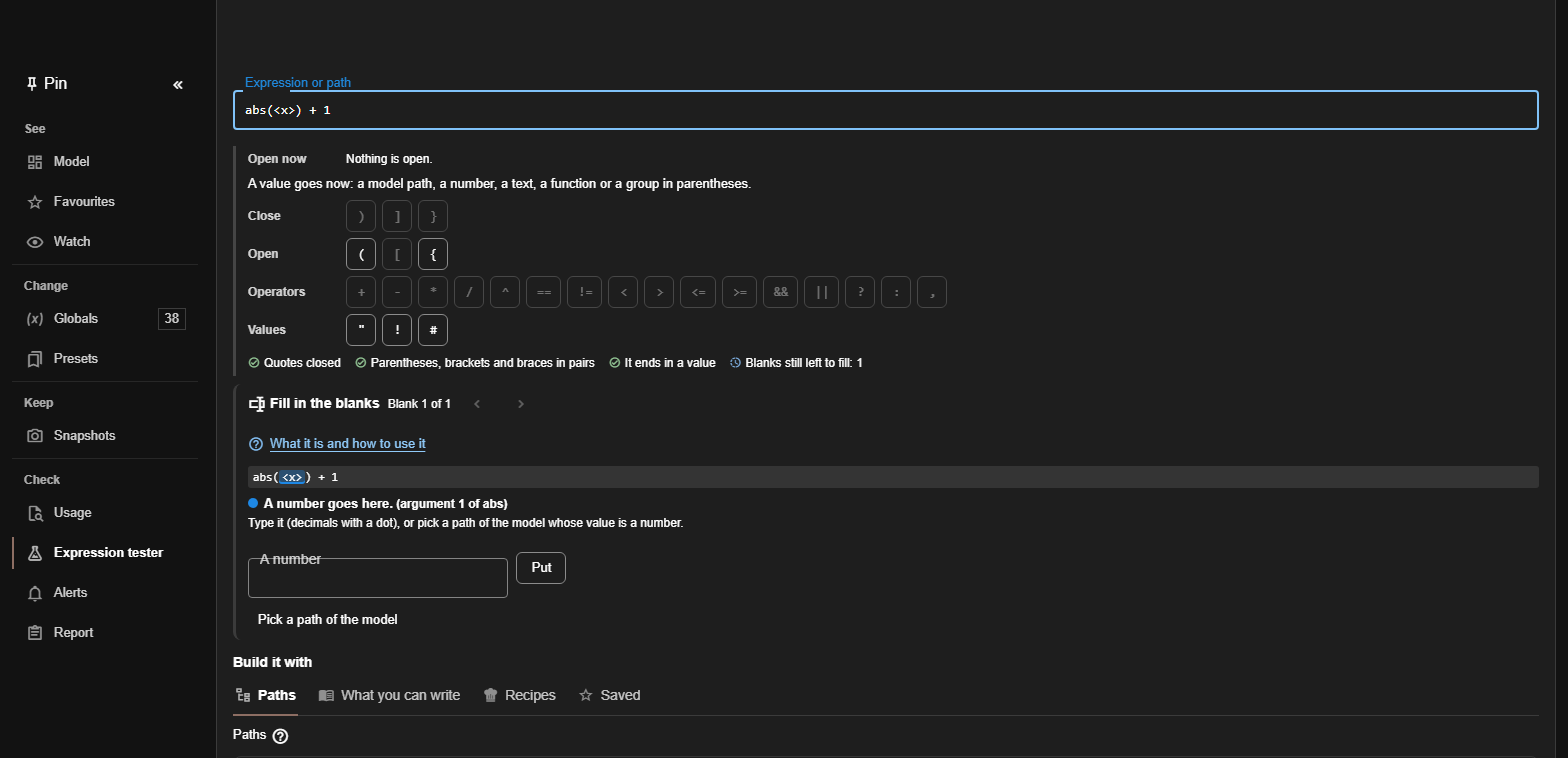 Pin «
See
Model
Favourites
Watch
Change
(x) Globals 38
Presets
Keep
Snapshots
Check
Usage
Expression tester
Alerts
Report
Expression or path
abs(<x>) + 1
Open now Nothing is open.
A value goes now: a model path, a number, a text, a function or a group in parentheses.
Close ) ] }
Open ( [ {
Operators + - * / ^ == != < > <= >= && || ? : ,
Values " ! #
Quotes closed Parentheses, brackets and braces in pairs It ends in a value Blanks still left to fill: 1
Fill in the blanks Blank 1 of 1 < >
? What it is and how to use it
abs(<x>) + 1
A number goes here. (argument 1 of abs)
Type it (decimals with a dot), or pick a path of the model whose value is a number.
A number
Put
Pick a path of the model
Build it with
Paths What you can write Recipes Saved
Paths ?